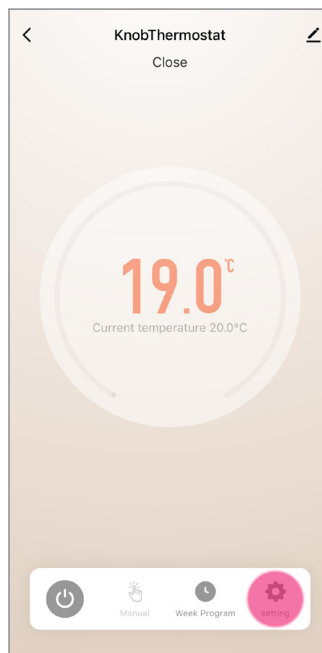 KnobThermostat
Close
19.0℃
Current temperature 20.0°C
Manual
Week Program
setting